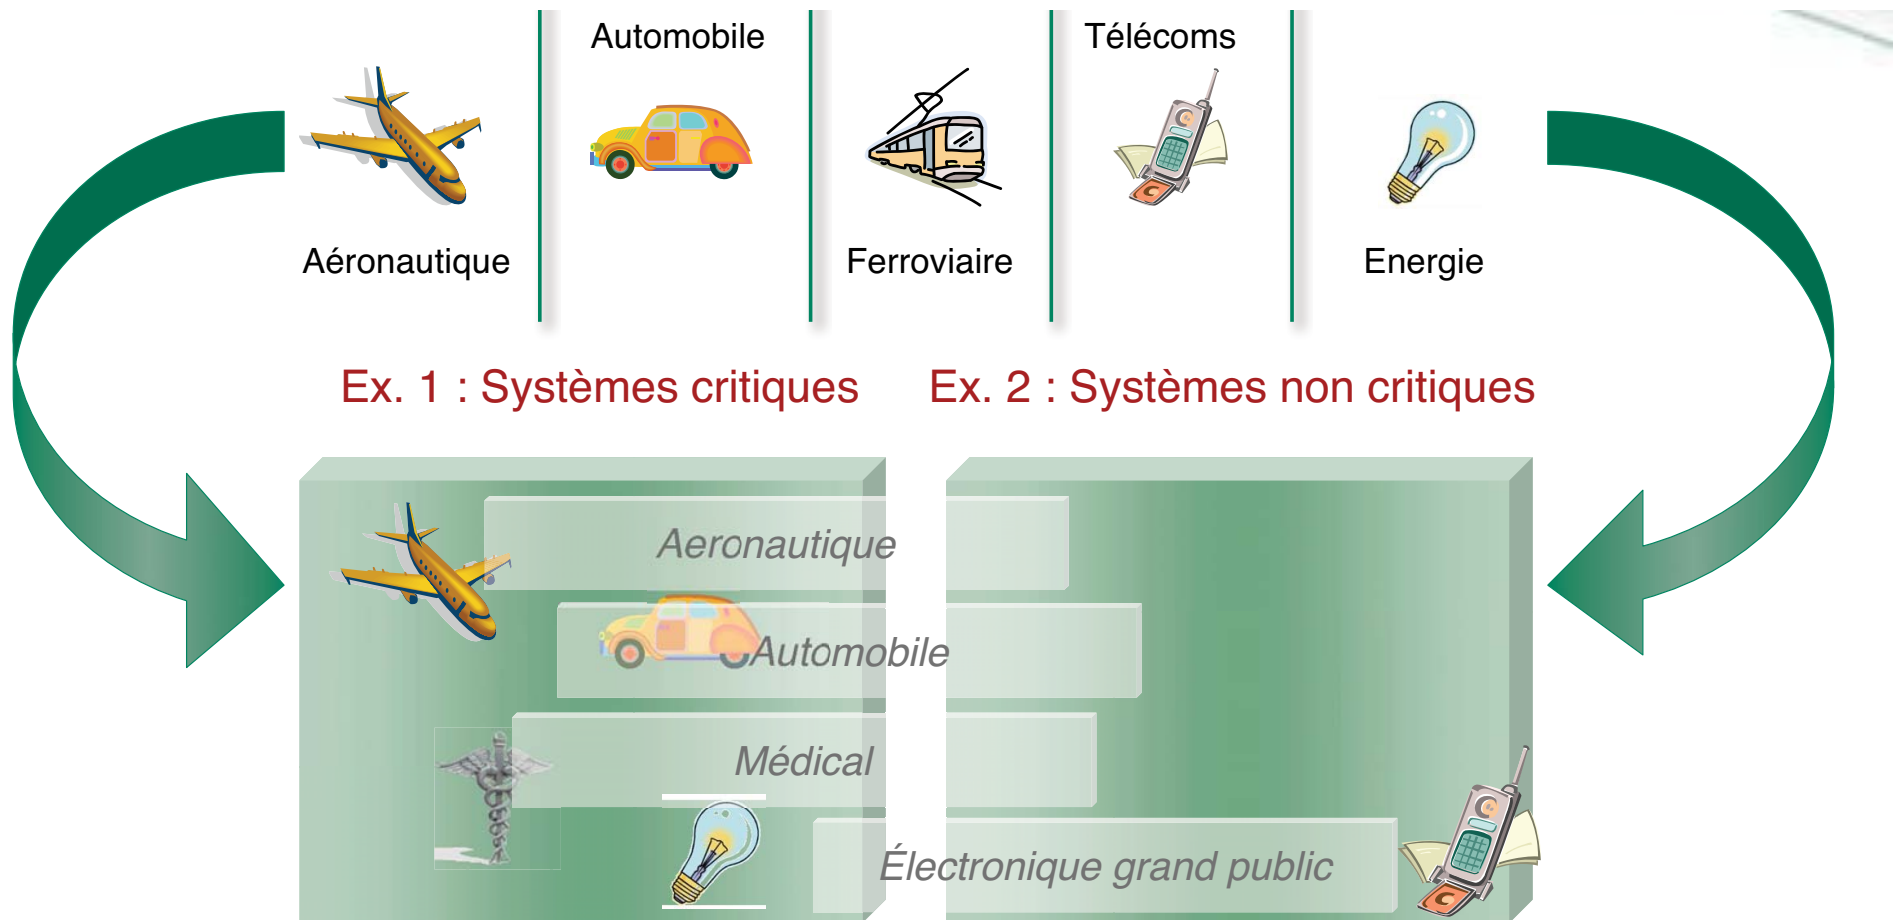 Automobile
Télécoms
Aéronautique
Ferroviaire
Energie
Ex. 1 : Systèmes critiques
Ex. 2 : Systèmes non critiques
Aeronautique
Automobile
Médical
Électronique grand public